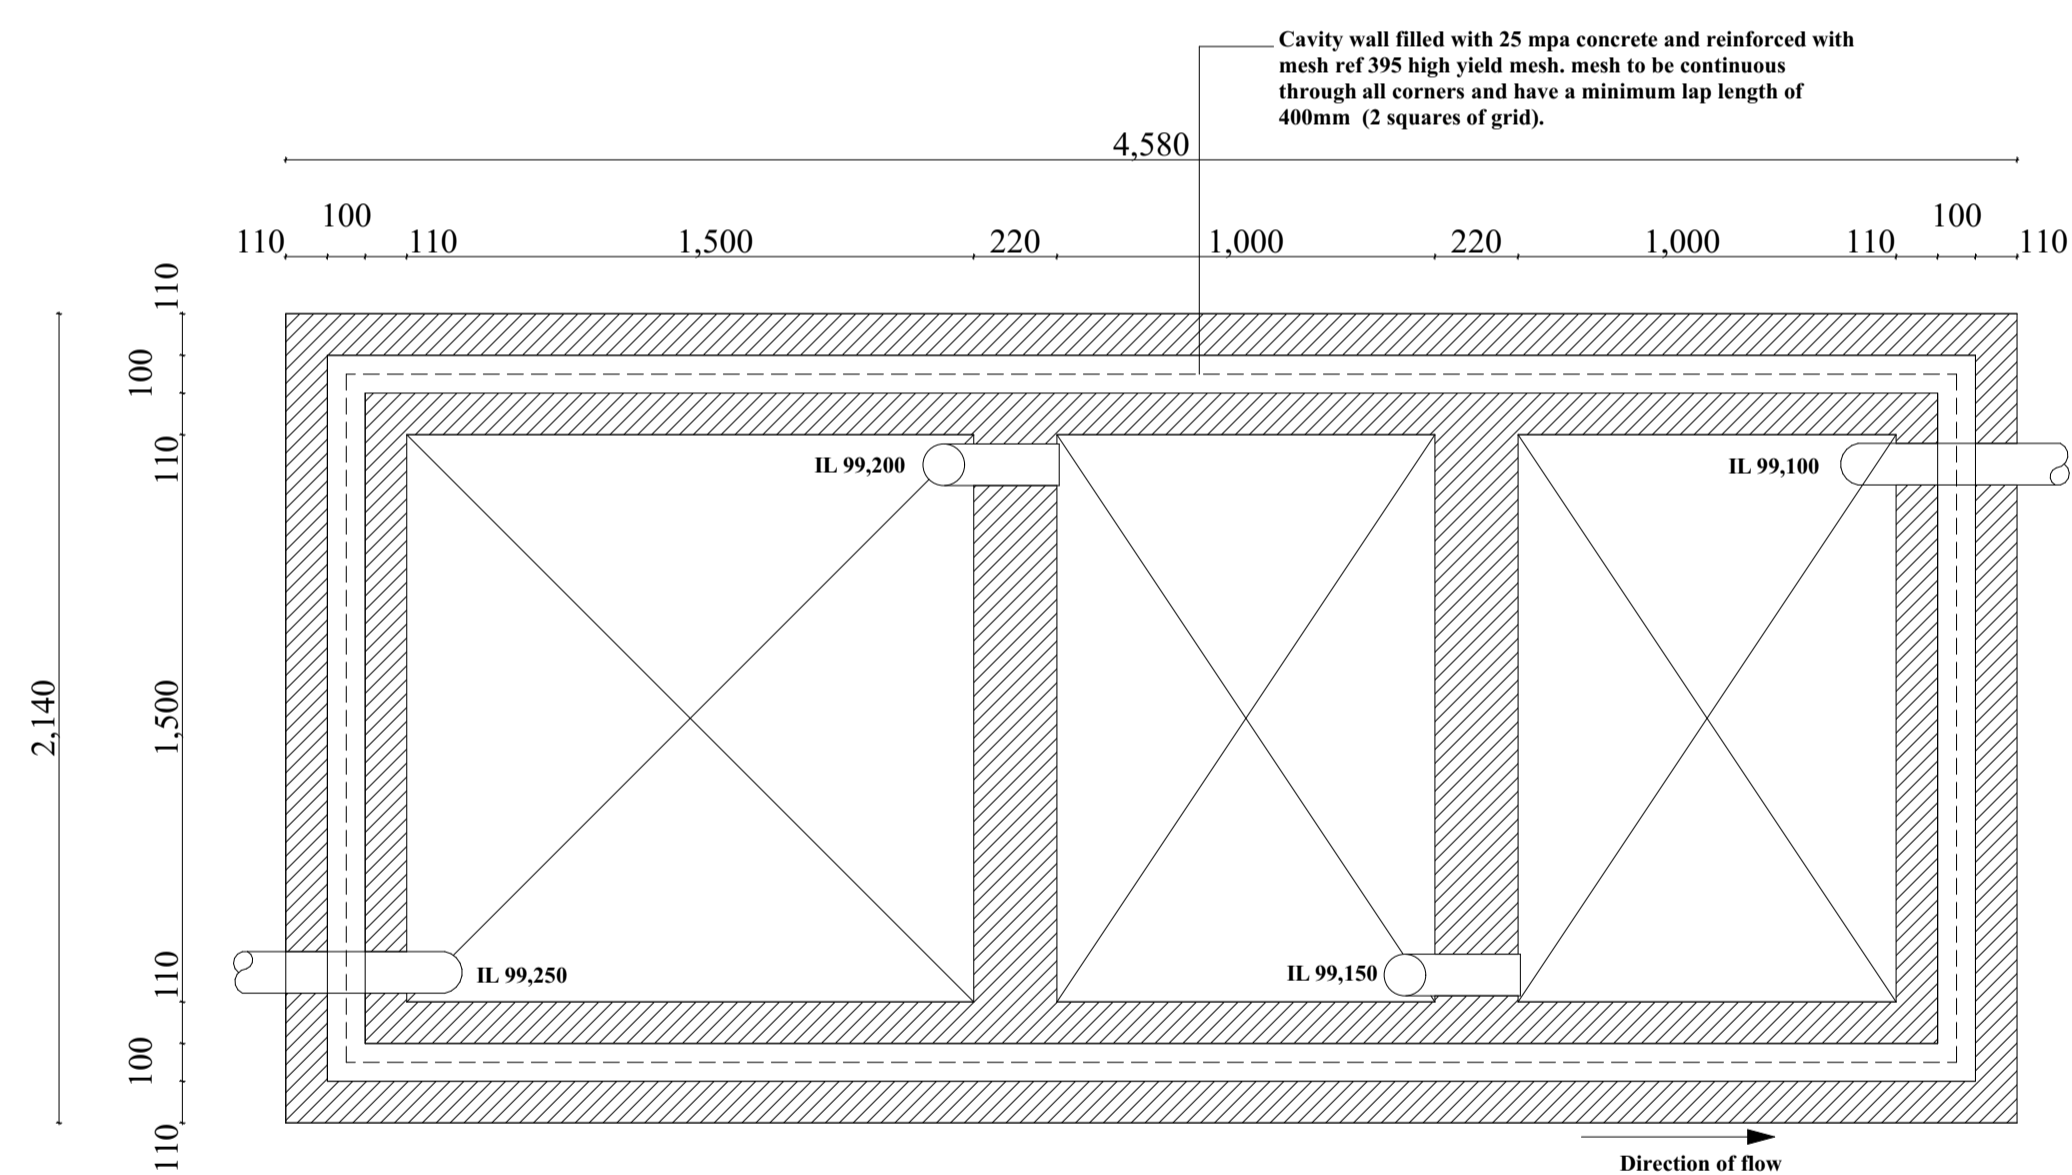 Cavity wall filled with 25 mpa concrete and reinforced with
mesh ref 395 high yield mesh. mesh to be continuous
through all corners and have a minimum lap length of
400mm (2 squares of grid).
4,580
100
100
110
110
1,500
220
1,000
220
1,000
110
110
110
100
110
1,500
2,140
110
100
110
IL 99,200
IL 99,100
IL 99,250
IL 99,150
Direction of flow